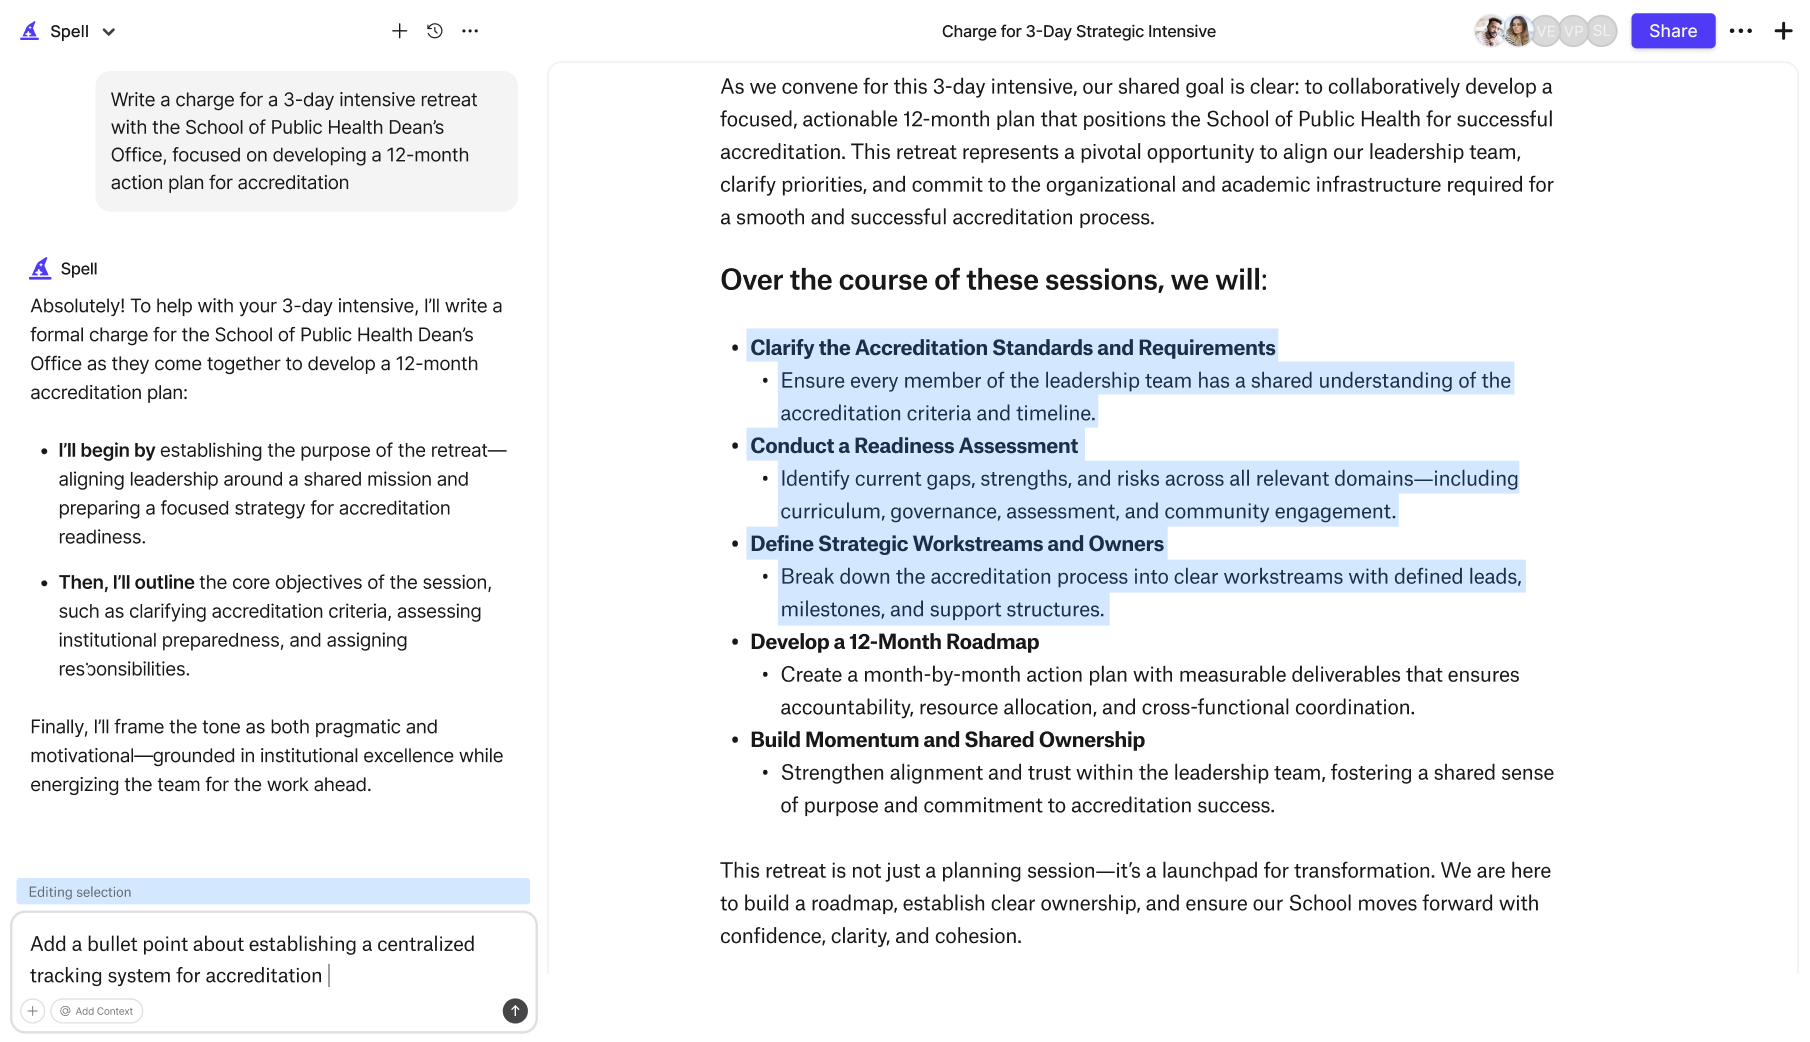 Spell
Charge for 3-Day Strategic Intensive
VE
VP
SL
Share
Write a charge for a 3-day intensive retreat
with the School of Public Health Dean’s
Office, focused on developing a 12-month
action plan for accreditation
Spell
Absolutely! To help with your 3-day intensive, I’ll write a
formal charge for the School of Public Health Dean’s
Office as they come together to develop a 12-month
accreditation plan:
• I’ll begin by establishing the purpose of the retreat—
aligning leadership around a shared mission and
preparing a focused strategy for accreditation
readiness.
• Then, I’ll outline the core objectives of the session,
such as clarifying accreditation criteria, assessing
institutional preparedness, and assigning
responsibilities.
Finally, I’ll frame the tone as both pragmatic and
motivational—grounded in institutional excellence while
energizing the team for the work ahead.
Editing selection
Add a bullet point about establishing a centralized
tracking system for accreditation
@ Add Context
As we convene for this 3-day intensive, our shared goal is clear: to collaboratively develop a
focused, actionable 12-month plan that positions the School of Public Health for successful
accreditation. This retreat represents a pivotal opportunity to align our leadership team,
clarify priorities, and commit to the organizational and academic infrastructure required for
a smooth and successful accreditation process.
Over the course of these sessions, we will:
• Clarify the Accreditation Standards and Requirements
• Ensure every member of the leadership team has a shared understanding of the
accreditation criteria and timeline.
• Conduct a Readiness Assessment
• Identify current gaps, strengths, and risks across all relevant domains—including
curriculum, governance, assessment, and community engagement.
• Define Strategic Workstreams and Owners
• Break down the accreditation process into clear workstreams with defined leads,
milestones, and support structures.
• Develop a 12-Month Roadmap
• Create a month-by-month action plan with measurable deliverables that ensures
accountability, resource allocation, and cross-functional coordination.
• Build Momentum and Shared Ownership
• Strengthen alignment and trust within the leadership team, fostering a shared sense
of purpose and commitment to accreditation success.
This retreat is not just a planning session—it’s a launchpad for transformation. We are here
to build a roadmap, establish clear ownership, and ensure our School moves forward with
confidence, clarity, and cohesion.